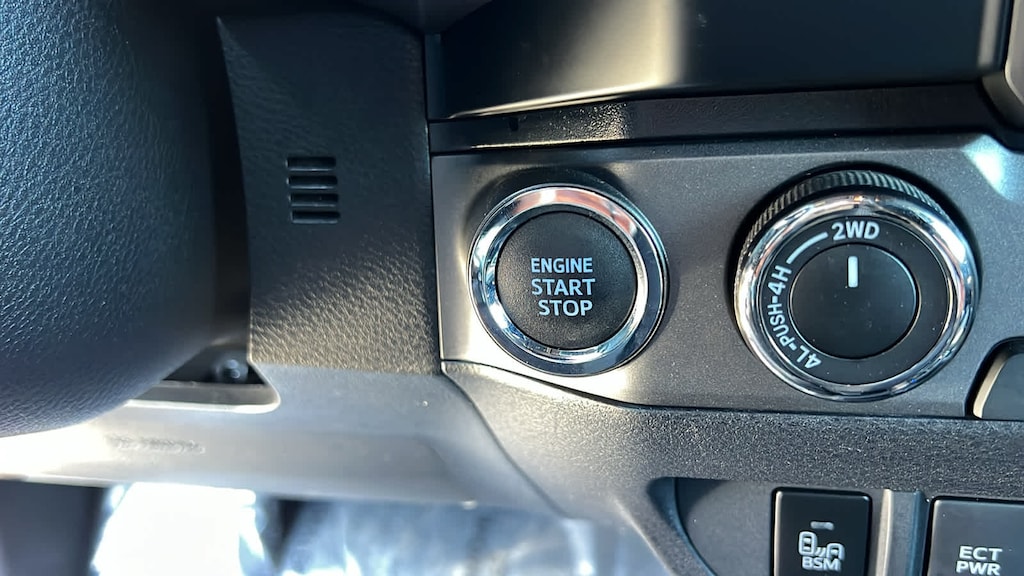 ENGINE
START
STOP
2WD
4L-PUSH-4H
BSM
ECT
PWR